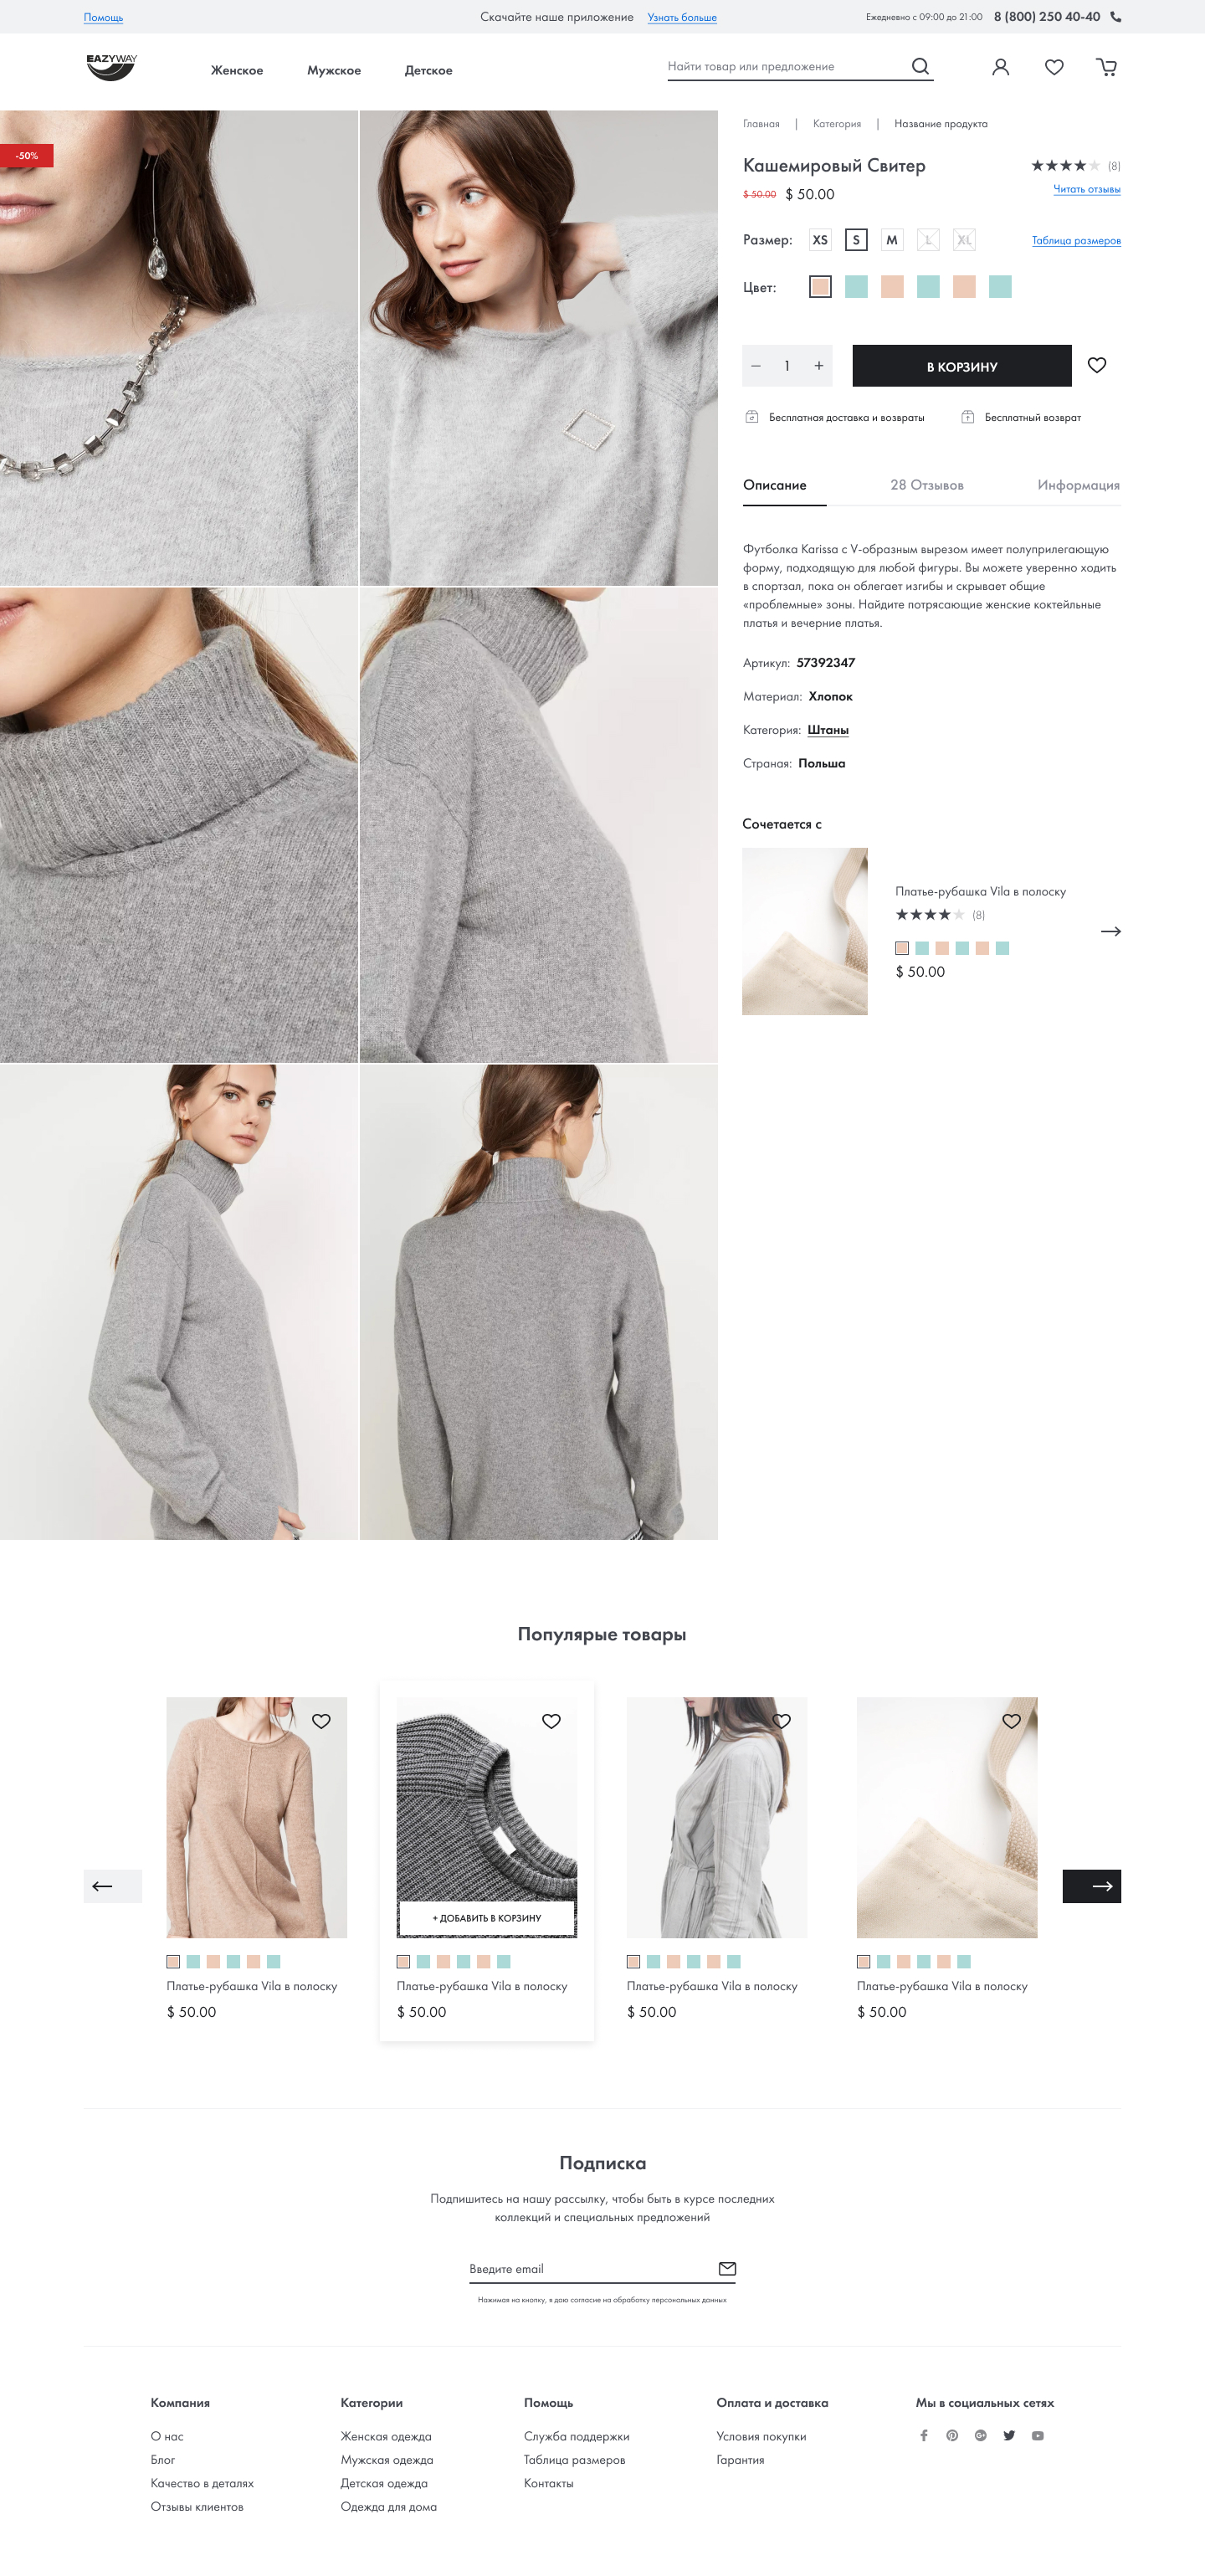 Помощь
Скачайте наше приложение Узнать больше
Ежедневно с 09:00 до 21:00 8 (800) 250 40-40
EAZYWAY
Женское Мужское Детское
Найти товар или предложение
-50%
Главная | Категория | Название продукта
Кашемировый Свитер
(8)
$ 50.00 $ 50.00
Читать отзывы
Размер: XS S M L XL
Таблица размеров
Цвет:
– 1 +
В КОРЗИНУ
Бесплатная доставка и возвраты
Бесплатный возврат
Описание 28 Отзывов Информация
Футболка Karissa с V-образным вырезом имеет полуприлегающую
форму, подходящую для любой фигуры. Вы можете уверенно ходить
в спортзал, пока он облегает изгибы и скрывает общие
«проблемные» зоны. Найдите потрясающие женские коктейльные
платья и вечерние платья.
Артикул: 57392347
Материал: Хлопок
Категория: Штаны
Страная: Польша
Сочетается с
Платье-рубашка Vila в полоску
(8)
$ 50.00
Популярые товары
+ ДОБАВИТЬ В КОРЗИНУ
Платье-рубашка Vila в полоску
$ 50.00
Платье-рубашка Vila в полоску
$ 50.00
Платье-рубашка Vila в полоску
$ 50.00
Платье-рубашка Vila в полоску
$ 50.00
Подписка
Подпишитесь на нашу рассылку, чтобы быть в курсе последних
коллекций и специальных предложений
Введите email
Нажимая на кнопку, я даю согласие на обработку персональных данных
Компания
О нас
Блог
Качество в деталях
Отзывы клиентов
Категории
Женская одежда
Мужская одежда
Детская одежда
Одежда для дома
Помощь
Служба поддержки
Таблица размеров
Контакты
Оплата и доставка
Условия покупки
Гарантия
Мы в социальных сетях